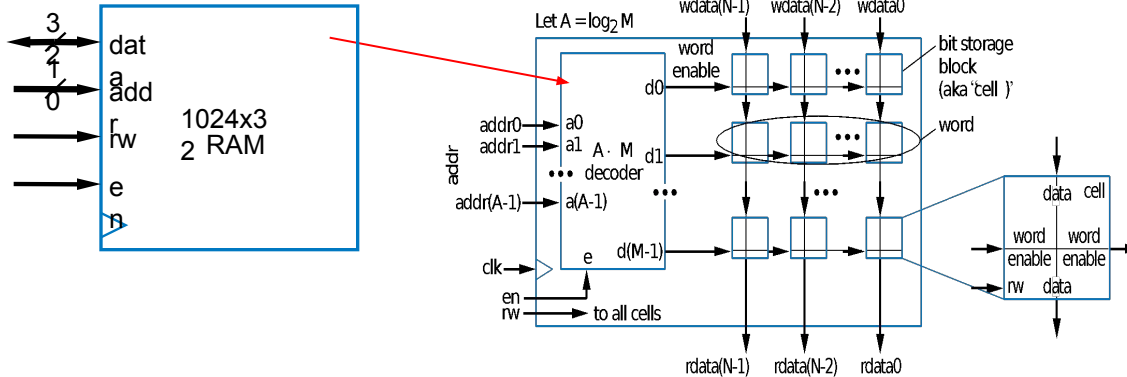 3
2
dat
a
1
0
add
r
rw
e
n
1024x3
2 RAM
Let A = log2 M
wdata(N-1) wdata(N-2) wdata0
word
enable
bit storage
block
(aka “cell ”)
word
d0
d1
d(M-1)
addr
addr0
addr1
addr(A-1)
a0
a1
a(A-1)
A · M
decoder
e
clk
en
rw
to all cells
rdata(N-1) rdata(N-2) rdata0
data cell
word word
enable enable
rw data